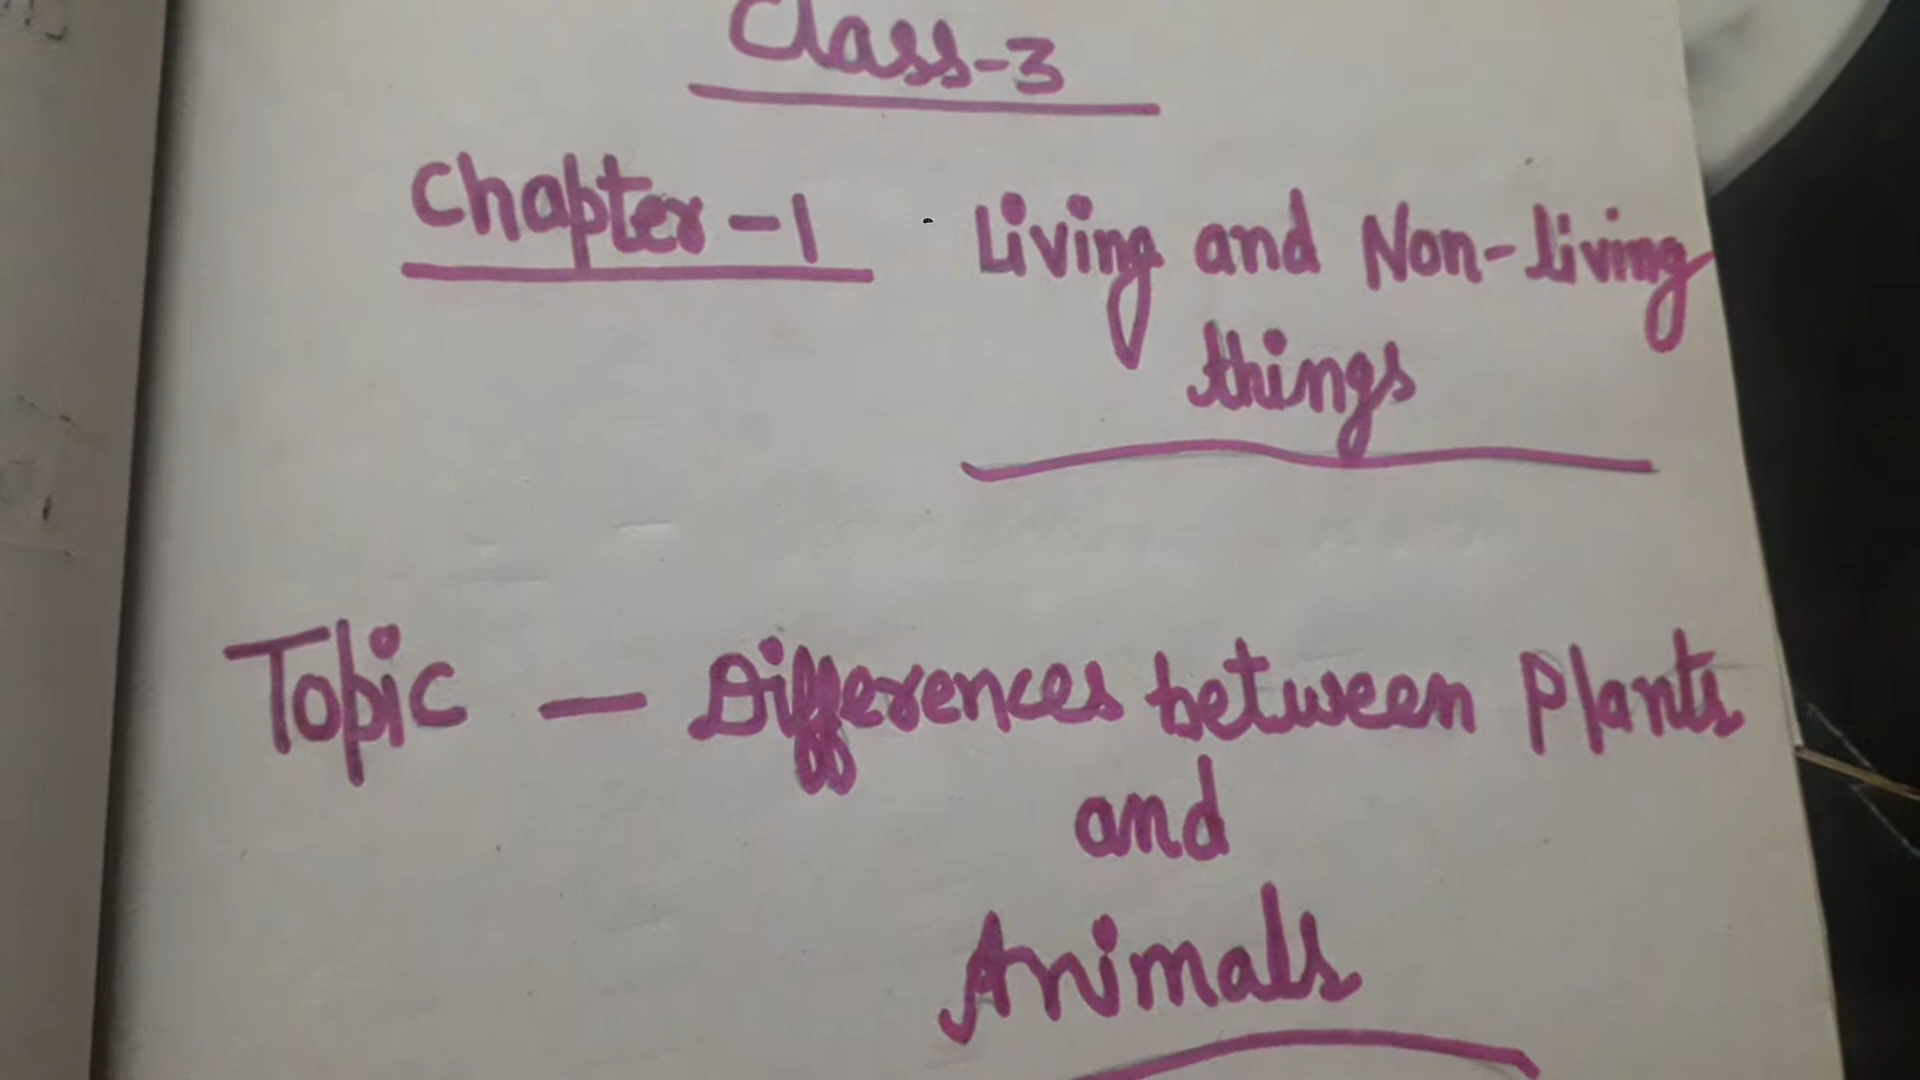 Class-3
Chapter-1 Living and Non-living
things
Topic — Differences between Plants
and
Animals